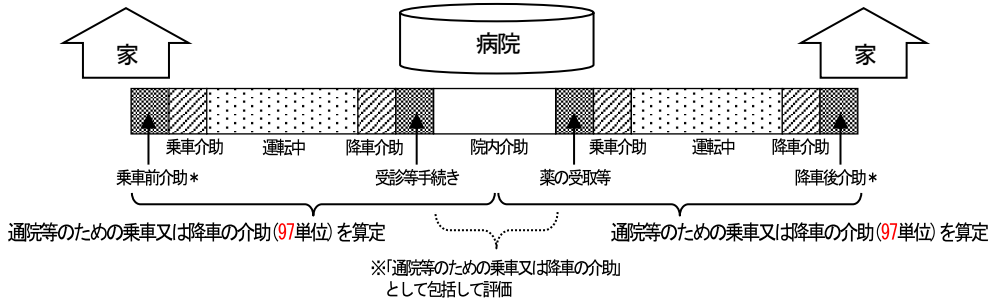 家
病院
家
乗車介助
運転中
降車介助
院内介助
乗車介助
運転中
降車介助
乗車前介助*
受診等手続き
薬の受取等
降車後介助*
通院等のための乗車又は降車の介助(97単位)を算定
通院等のための乗車又は降車の介助(97単位)を算定
※「通院等のための乗車又は降車の介助」
として包括して評価